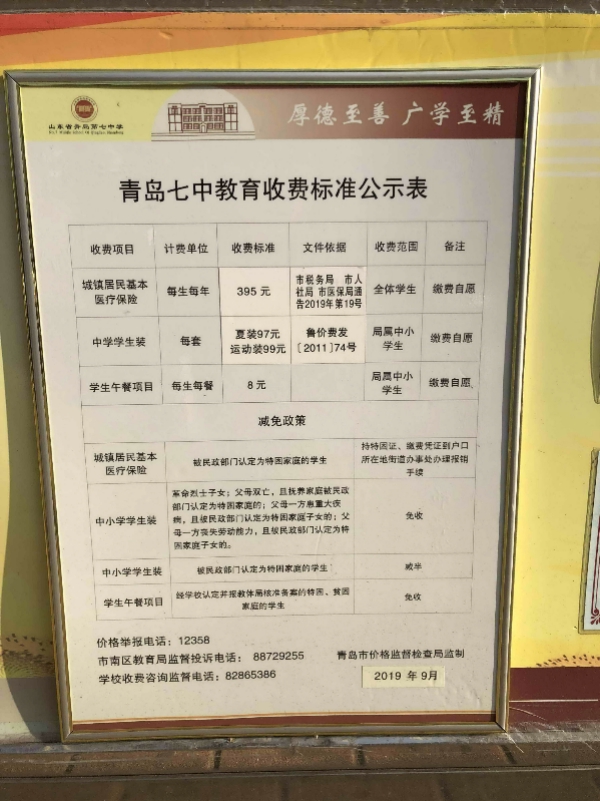 山东省青岛第七中学
厚德至善 广学至精
青岛七中教育收费标准公示表
收费项目 计费单位 收费标准 文件依据 收费范围 备注
城镇居民基本
医疗保险
每生每年
395 元
市税务局 市人
社局 市医保局通
告2019年第19号
全体学生
缴费自愿
中学学生装
每套
夏装97元
运动装99元
鲁价费发
〔2011〕74号
局属中小
学生
缴费自愿
学生午餐项目
每生每餐
8 元
局属中小
学生
缴费自愿
减免政策
城镇居民基本
医疗保险
被民政部门认定为特困家庭的学生
持特困证、缴费凭证到户口
所在地街道办事处办理报销
手续
中小学学生装
革命烈士子女；父母双亡，且抚养家庭被民政
部门认定为特困家庭的；父母一方患重大疾
病，且被民政部门认定为特困家庭子女的；父
母一方丧失劳动能力，且被民政部门认定为特
困家庭子女的。
免收
中小学学生装
被民政部门认定为特困家庭的学生
减半
学生午餐项目
经学校认定并报教体局核准备案的特困、贫困
家庭的学生
免收
价格举报电话：12358
市南区教育局监督投诉电话： 88729255
青岛市价格监督检查局监制
学校收费咨询监督电话：82865386
2019 年 9月